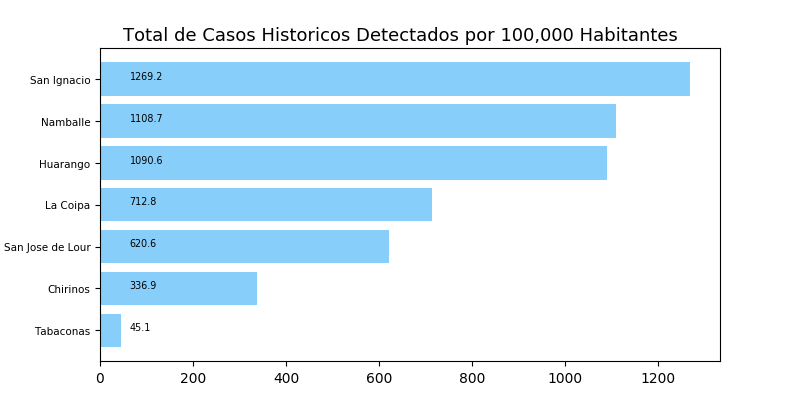 Total de Casos Historicos Detectados por 100,000 Habitantes
San Ignacio 1269.2
Namballe 1108.7
Huarango 1090.6
La Coipa 712.8
San Jose de Lour 620.6
Chirinos 336.9
Tabaconas 45.1
0 200 400 600 800 1000 1200